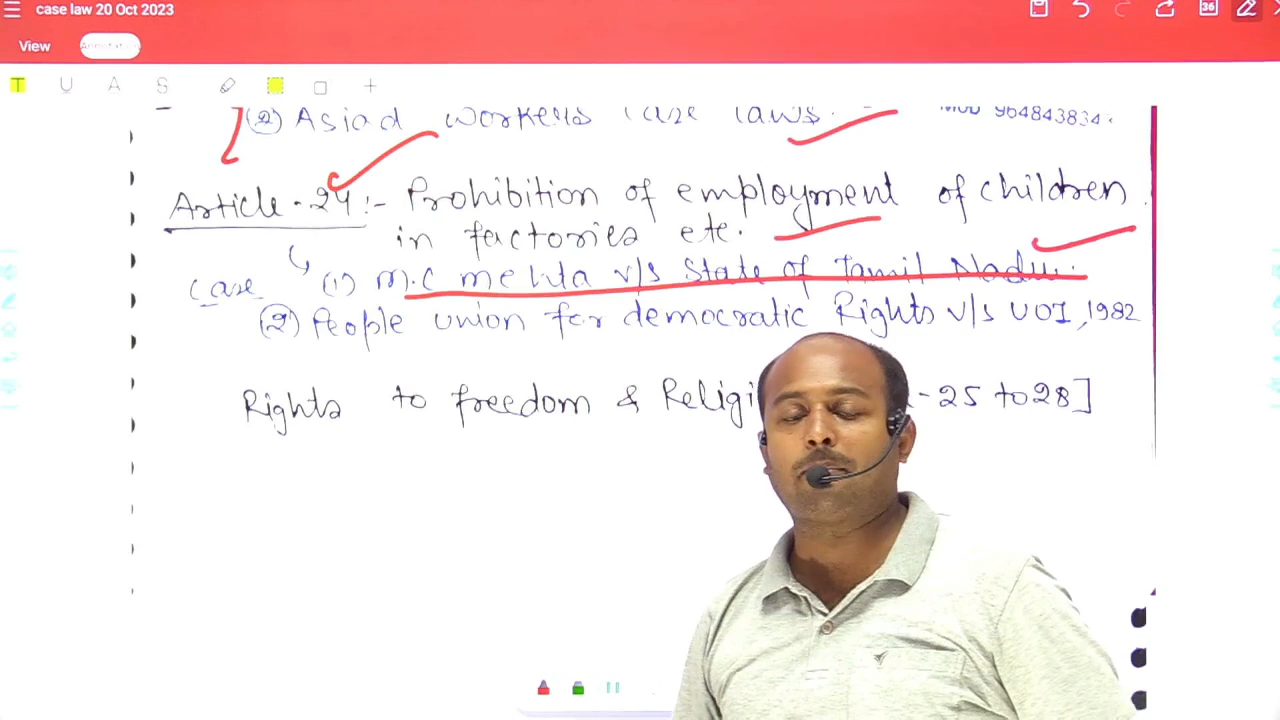 case law 20 Oct 2023
36
View
Annotation
T U A S
(2) Asiad workers case laws.
Article-24:- Prohibition of employment of children
in factories etc.
case (1) M.C mehta v/s State of Tamil Nadu.
(2) People union for democratic Rights v/s UOI, 1982
Rights to freedom & Religi -25 to 28]